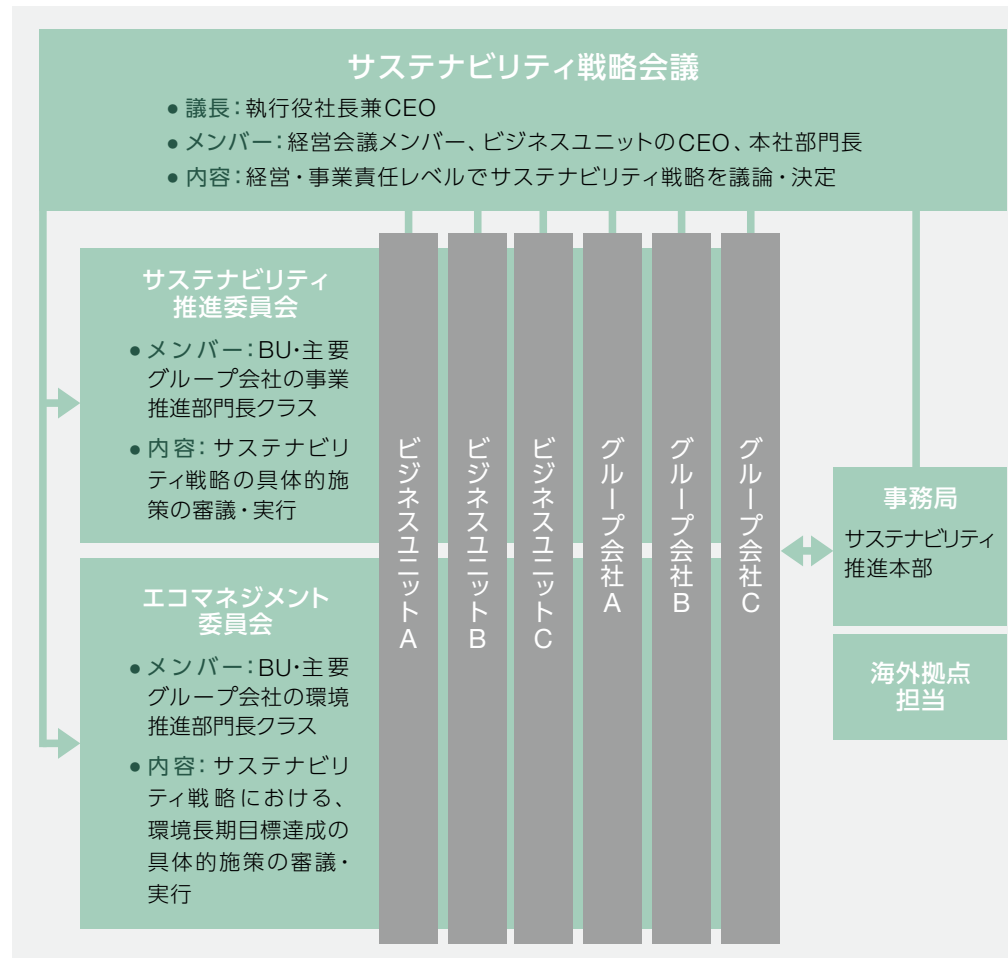 サステナビリティ戦略会議
● 議長：執行役社長兼CEO
● メンバー：経営会議メンバー、ビジネスユニットのCEO、本社部門長
● 内容：経営・事業責任レベルでサステナビリティ戦略を議論・決定
サステナビリティ
推進委員会
● メンバー：BU・主要
グループ会社の事業
推進部門長クラス
● 内容：サステナビリ
ティ戦略の具体的施
策の審議・実行
エコマネジメント
委員会
● メンバー：BU・主要
グループ会社の環境
推進部門長クラス
● 内容：サステナビリ
ティ戦略における、
環境長期目標達成の
具体的施策の審議・
実行
ビジネスユニットA
ビジネスユニットB
ビジネスユニットC
グループ会社A
グループ会社B
グループ会社C
事務局
サステナビリティ
推進本部
海外拠点
担当